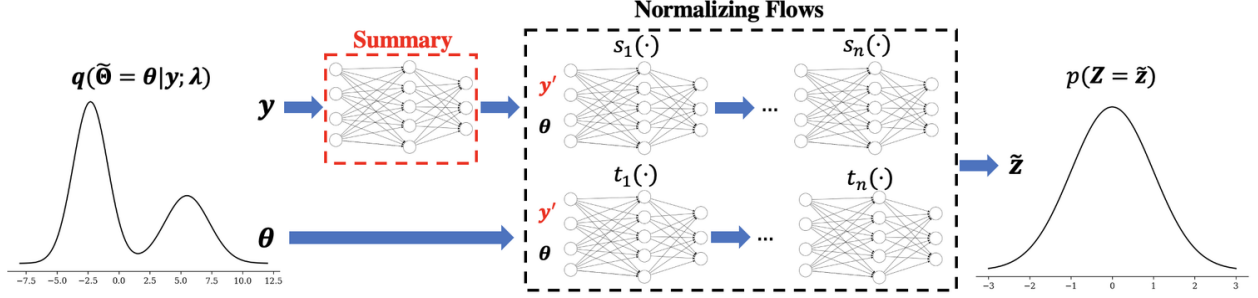 Normalizing Flows
Summary
s₁(·)
sₙ(·)
q(Θ̃ = θ|y; λ)
p(Z = z̃)
y
y′
θ
...
t₁(·)
tₙ(·)
z̃
θ
y′
θ
...
−7.5 −5.0 −2.5 0.0 2.5 5.0 7.5 10.0 12.5
−3 −2 −1 0 1 2 3